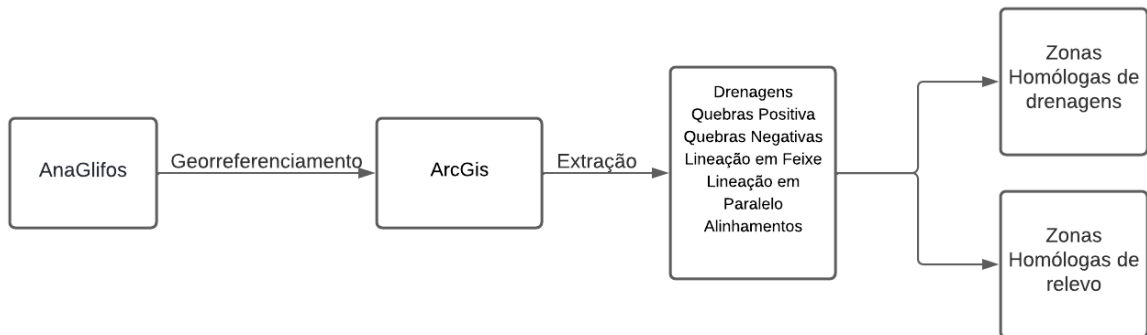 AnaGlifos
Georreferenciamento
ArcGis
Extração
Drenagens
Quebras Positiva
Quebras Negativas
Lineação em Feixe
Lineação em
Paralelo
Alinhamentos
Zonas
Homólogas de
drenagens
Zonas
Homólogas de
relevo